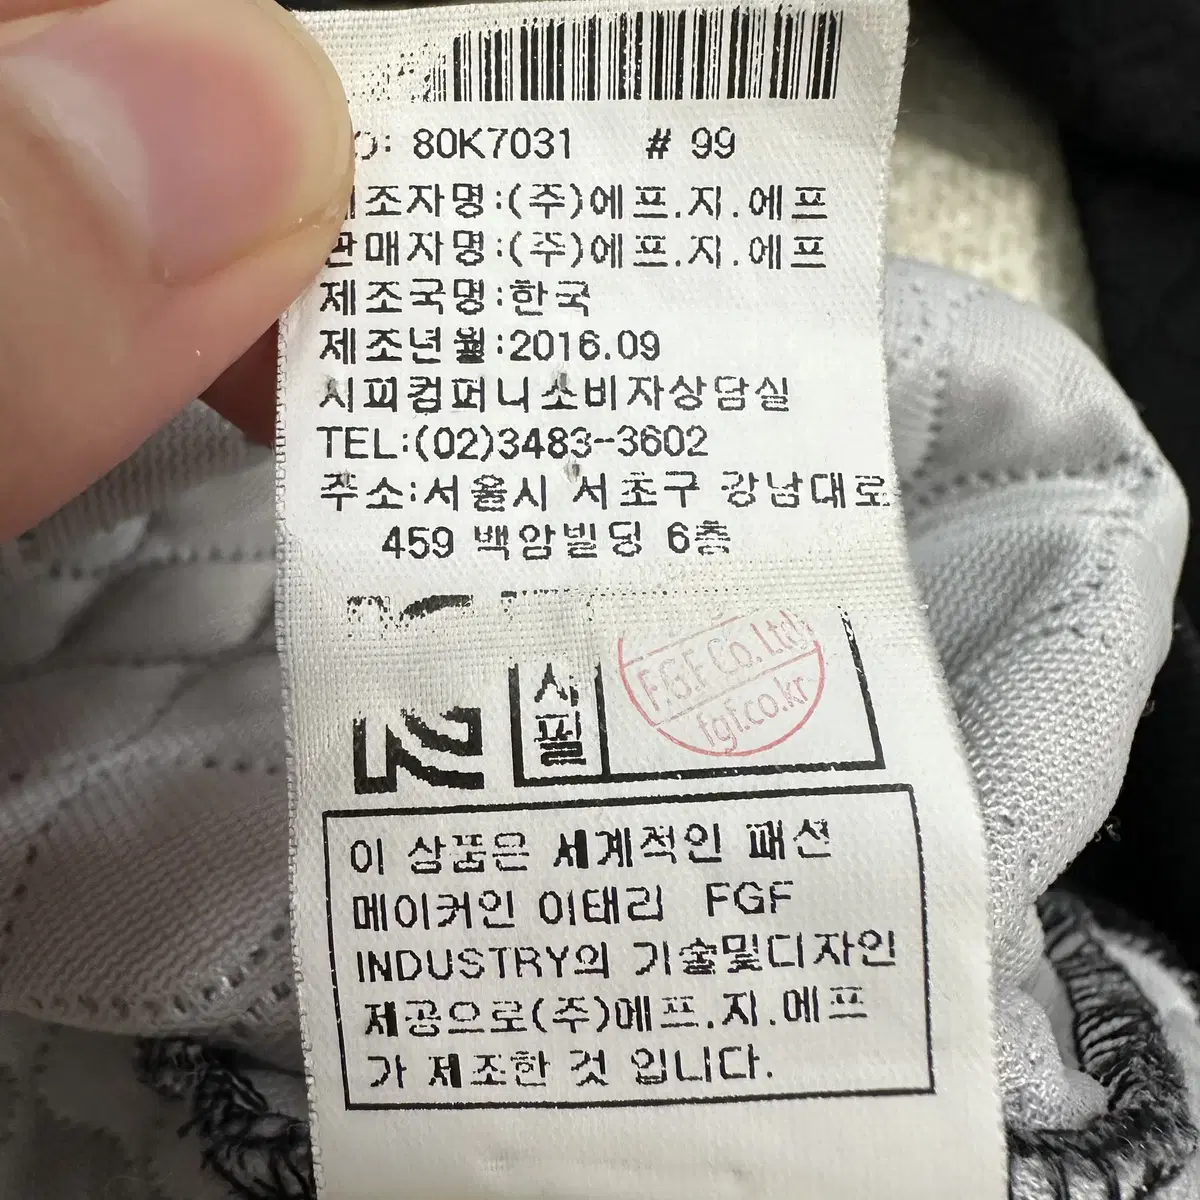 O: 80K7031 # 99
제조자명:(주)에프.지.에프
판매자명:(주)에프.지.에프
제조국명:한국
제조년월:2016.09
시피컴퍼니소비자상담실
TEL:(02)3483-3602
주소:서울시 서초구 강남대로
459 백암빌딩 6층
필
F.G.F Co. Ltd.
fgf.co.kr
이 상품은 세계적인 패션
메이커인 이태리 FGF
INDUSTRY의 기술및디자인
제공으로(주)에프.지.에프
가 제조한 것 입니다.